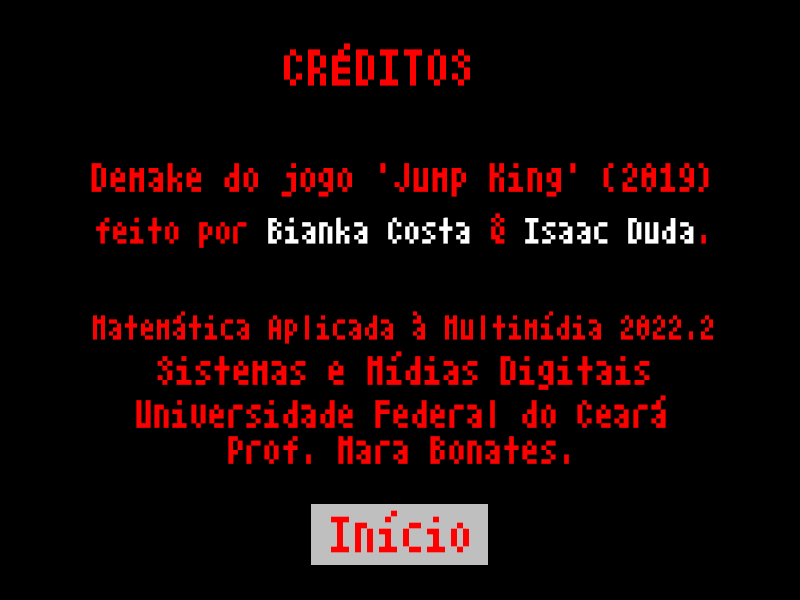 CRÉDITOS
Demake do jogo 'Jump King' (2019)
feito por Bianka Costa & Isaac Duda.
Matemática Aplicada à Multimídia 2022.2
Sistemas e Mídias Digitais
Universidade Federal do Ceará
Prof. Mara Bonates.
Início